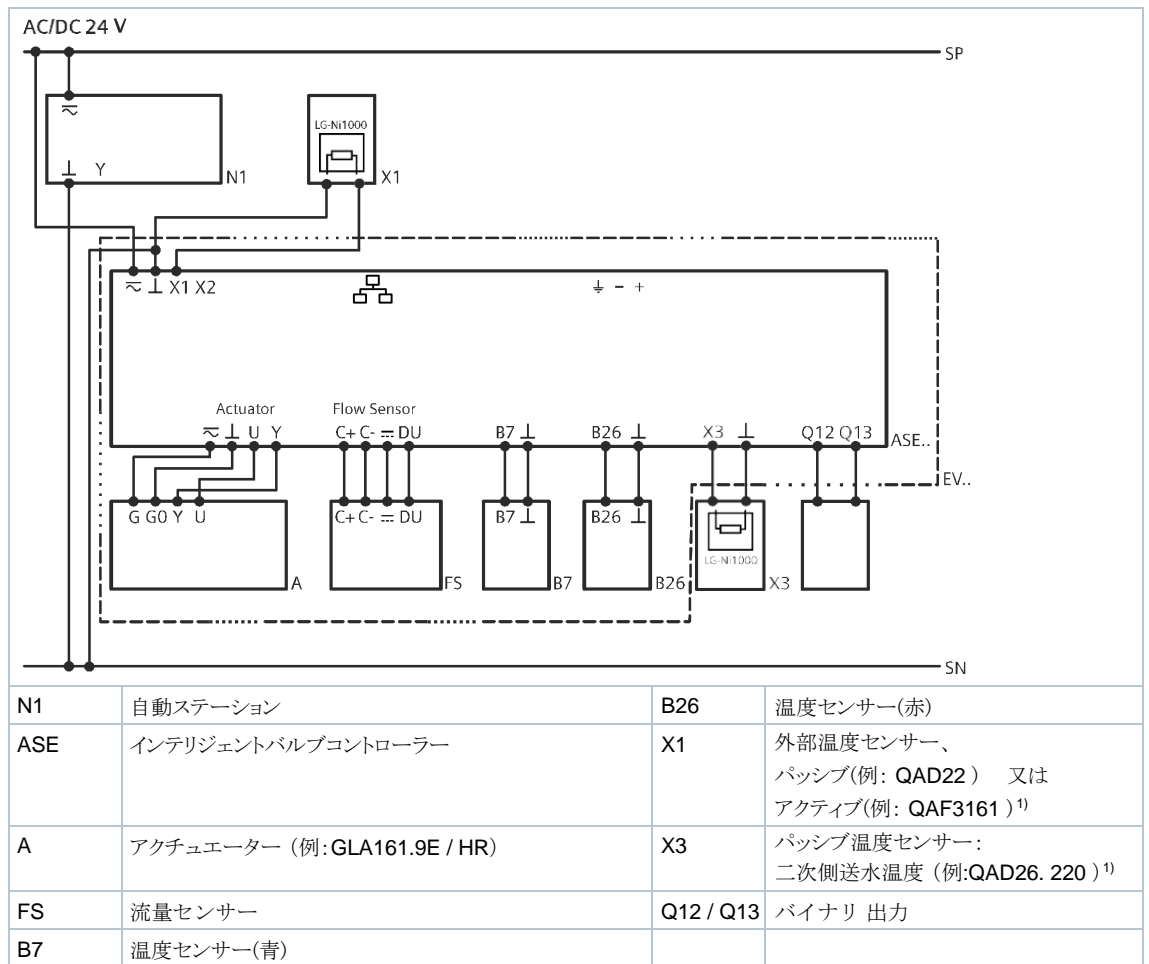 AC/DC 24 V
SP
LG-Ni1000
⊥ Y
N1
X1
⊥ X1 X2
⏚ - +
Actuator
Flow Sensor
⊥ U Y
C+ C- ⎓ DU
B7 ⊥
B26 ⊥
X3 ⊥
Q12 Q13
ASE..
EV..
G G0 Y U
C+ C- ⎓ DU
B7 ⊥
B26 ⊥
LG-Ni1000
A
FS
B7
B26
X3
SN
N1 自動ステーション B26 温度センサー(赤)
ASE インテリジェントバルブコントローラー X1 外部温度センサー、
パッシブ(例: QAD22 ) 又は
アクティブ(例: QAF3161 )1)
A アクチュエーター (例:GLA161.9E / HR) X3 パッシブ温度センサー:
二次側送水温度 (例:QAD26. 220 )1)
FS 流量センサー Q12 / Q13 バイナリ 出力
B7 温度センサー(青)